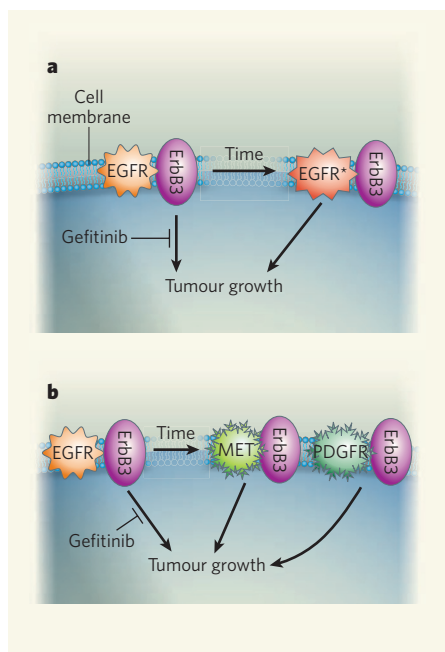 a
Cell
membrane
EGFR
ErbB3
Time
EGFR*
ErbB3
Gefitinib
Tumour growth
b
EGFR
ErbB3
Time
MET
ErbB3
PDGFR
ErbB3
Gefitinib
Tumour growth